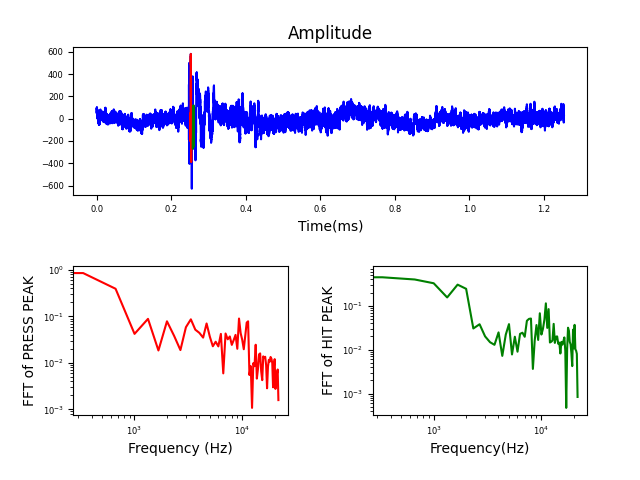 Amplitude
600
400
200
0
−200
−400
−600
0.0 0.2 0.4 0.6 0.8 1.0 1.2
Time(ms)
FFT of PRESS PEAK
10⁰
10⁻¹
10⁻²
10⁻³
10³ 10⁴
Frequency (Hz)
FFT of HIT PEAK
10⁻¹
10⁻²
10⁻³
10³ 10⁴
Frequency(Hz)